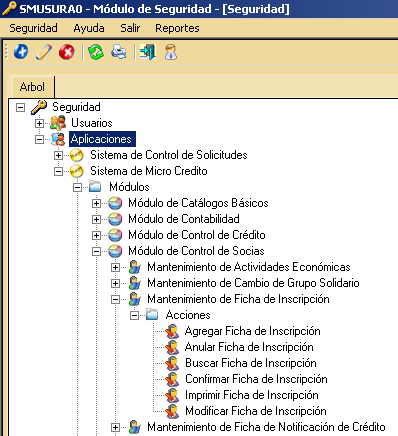 SMUSURA0 - Módulo de Seguridad - [Seguridad]
Seguridad Ayuda Salir Reportes
Arbol
Seguridad
Usuarios
Aplicaciones
Sistema de Control de Solicitudes
Sistema de Micro Credito
Módulos
Módulo de Catálogos Básicos
Módulo de Contabilidad
Módulo de Control de Crédito
Módulo de Control de Socias
Mantenimiento de Actividades Económicas
Mantenimiento de Cambio de Grupo Solidario
Mantenimiento de Ficha de Inscripción
Acciones
Agregar Ficha de Inscripción
Anular Ficha de Inscripción
Buscar Ficha de Inscripción
Confirmar Ficha de Inscripción
Imprimir Ficha de Inscripción
Modificar Ficha de Inscripción
Mantenimiento de Ficha de Notificación de Crédito